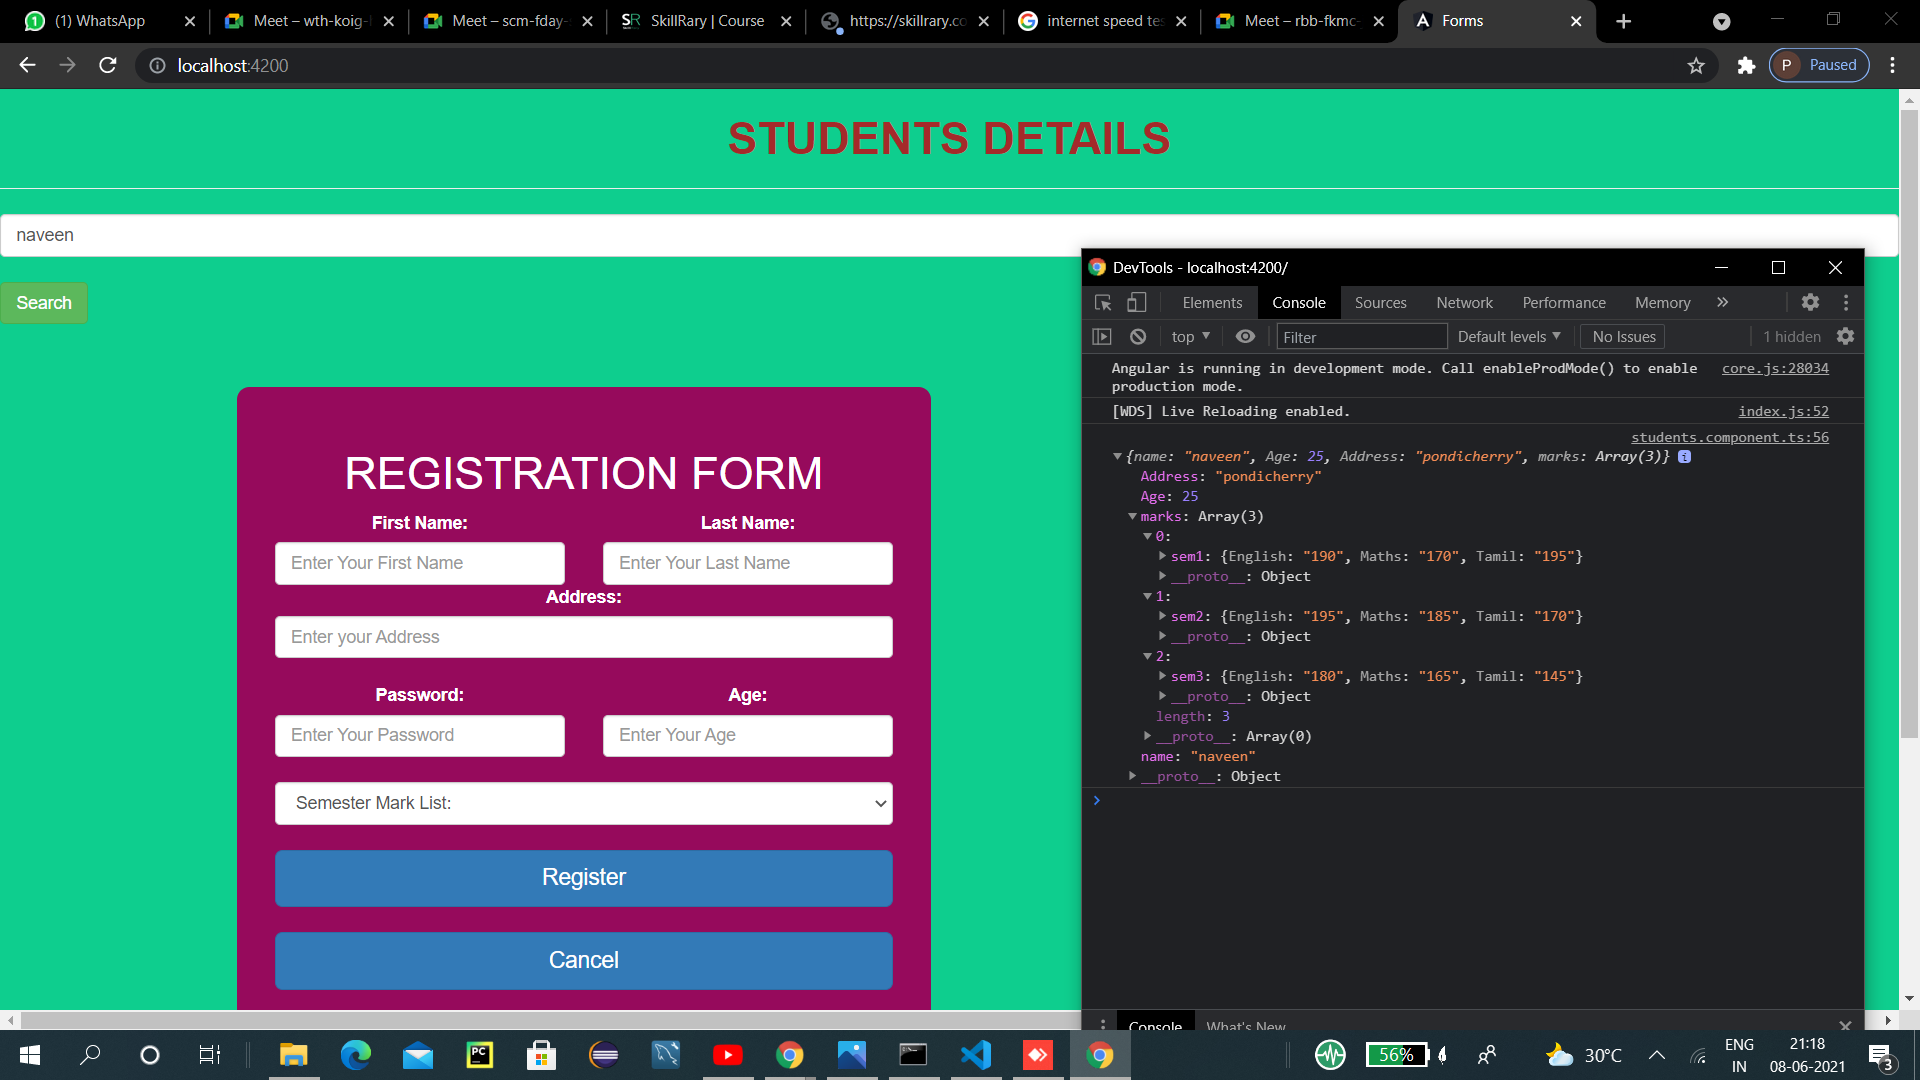 (1) WhatsApp
Meet – wth-koig-
Meet – scm-fday-
SkillRary | Course
https://skillrary.co
internet speed tes
Meet – rbb-fkmc-
Forms
localhost:4200
P Paused
STUDENTS DETAILS
naveen
Search
REGISTRATION FORM
First Name: Last Name:
Enter Your First Name Enter Your Last Name
Address:
Enter your Address
Password: Age:
Enter Your Password Enter Your Age
Semester Mark List:
Register
Cancel
DevTools - localhost:4200/
Elements Console Sources Network Performance Memory »
top Filter Default levels No Issues 1 hidden
Angular is running in development mode. Call enableProdMode() to enable core.js:28034
production mode.
[WDS] Live Reloading enabled. index.js:52
students.component.ts:56
{name: "naveen", Age: 25, Address: "pondicherry", marks: Array(3)} i
Address: "pondicherry"
Age: 25
marks: Array(3)
0:
sem1: {English: "190", Maths: "170", Tamil: "195"}
__proto__: Object
1:
sem2: {English: "195", Maths: "185", Tamil: "170"}
__proto__: Object
2:
sem3: {English: "180", Maths: "165", Tamil: "145"}
__proto__: Object
length: 3
__proto__: Array(0)
name: "naveen"
__proto__: Object
Console What's New
PC
56%
30°C
ENG
IN
21:18
08-06-2021
3